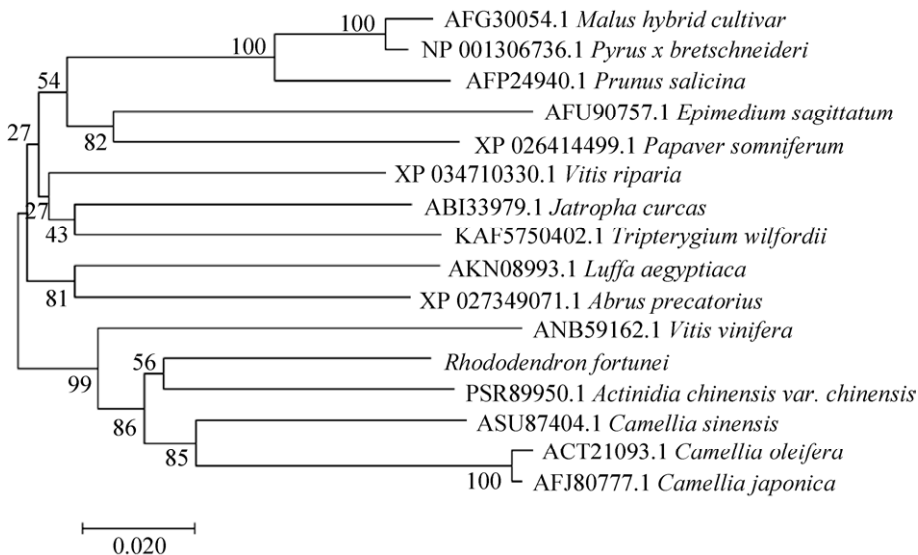 AFG30054.1 Malus hybrid cultivar
100
100
NP 001306736.1 Pyrus x bretschneideri
54
AFP24940.1 Prunus salicina
AFU90757.1 Epimedium sagittatum
27
82
XP 026414499.1 Papaver somniferum
XP 034710330.1 Vitis riparia
27
ABI33979.1 Jatropha curcas
43
KAF5750402.1 Tripterygium wilfordii
AKN08993.1 Luffa aegyptiaca
81
XP 027349071.1 Abrus precatorius
ANB59162.1 Vitis vinifera
56
Rhododendron fortunei
99
PSR89950.1 Actinidia chinensis var. chinensis
86
ASU87404.1 Camellia sinensis
85
ACT21093.1 Camellia oleifera
100
AFJ80777.1 Camellia japonica
0.020